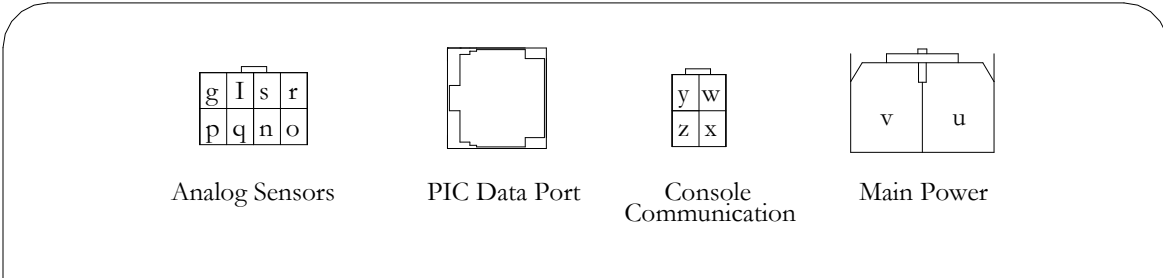 g I s r
y w
p q n o
z x
v u
Analog Sensors
PIC Data Port
Console
Communication
Main Power